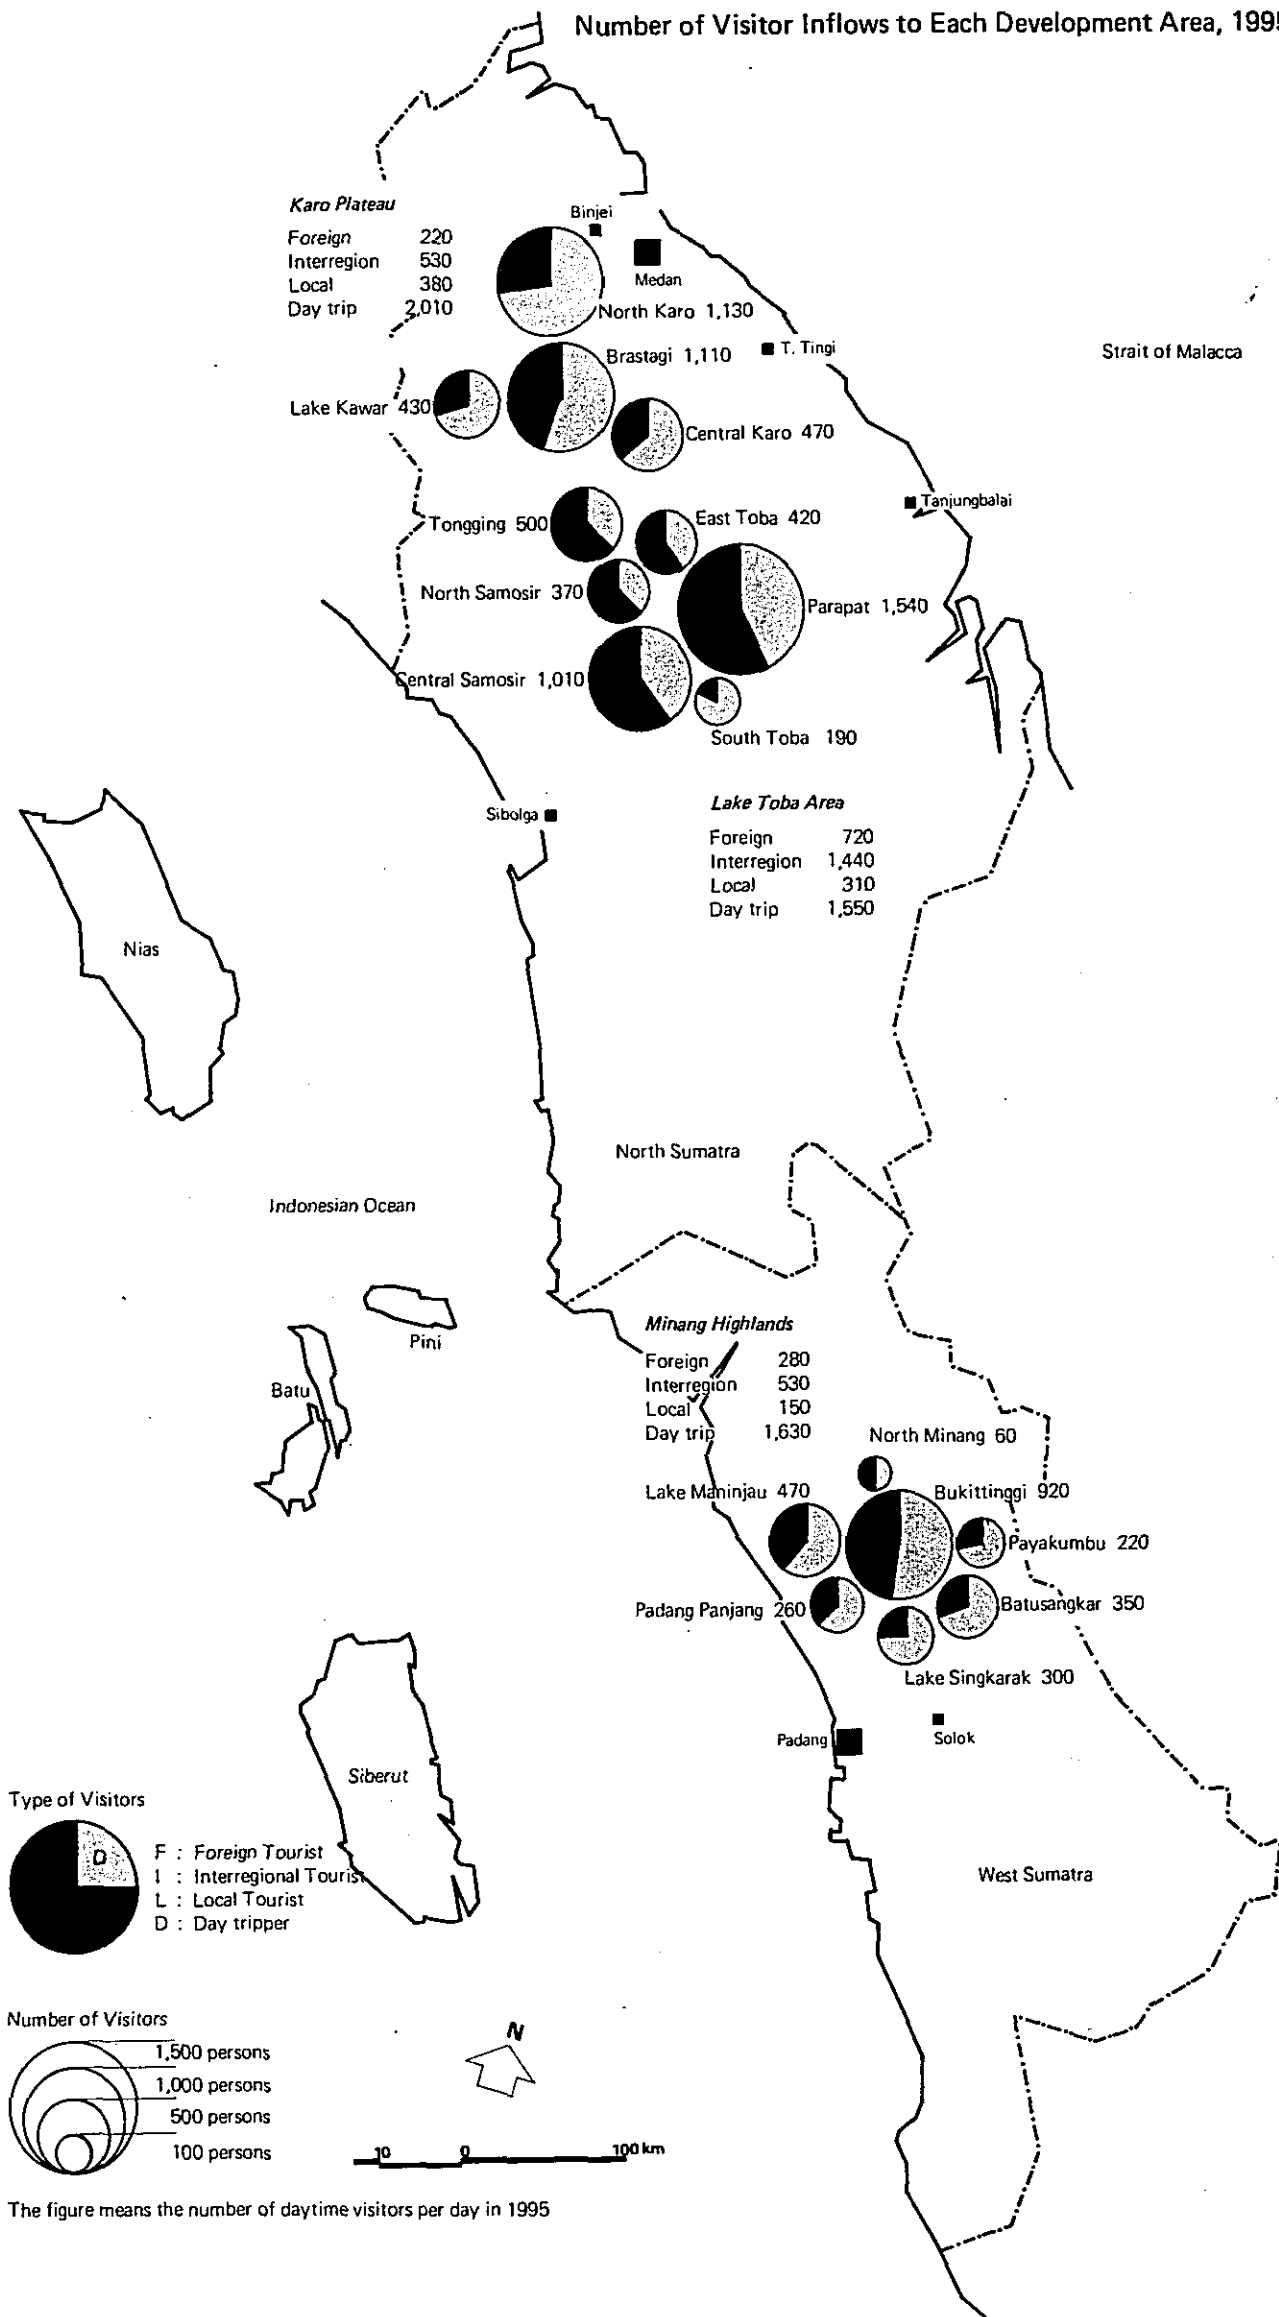 Number of Visitor Inflows to Each Development Area, 1995
Karo Plateau
Foreign 220
Interregion 530
Local 380
Day trip 2,010
Binjei
Medan
North Karo 1,130
Brastagi 1,110
T. Tingi
Strait of Malacca
Lake Kawar 430
Central Karo 470
Tanjungbalai
Tongging 500
East Toba 420
North Samosir 370
Parapat 1,540
Central Samosir 1,010
South Toba 190
Sibolga
Lake Toba Area
Foreign 720
Interregion 1,440
Local 310
Day trip 1,550
Nias
North Sumatra
Indonesian Ocean
Pini
Batu
Minang Highlands
Foreign 280
Interregion 530
Local 150
Day trip 1,630
North Minang 60
Lake Maninjau 470
Bukittinggi 920
Payakumbu 220
Padang Panjang 260
Batusangkar 350
Lake Singkarak 300
Padang
Solok
Siberut
West Sumatra
Type of Visitors
D
F : Foreign Tourist
I : Interregional Tourist
L : Local Tourist
D : Day tripper
Number of Visitors
1,500 persons
1,000 persons
500 persons
100 persons
N
10 0 100 km
The figure means the number of daytime visitors per day in 1995